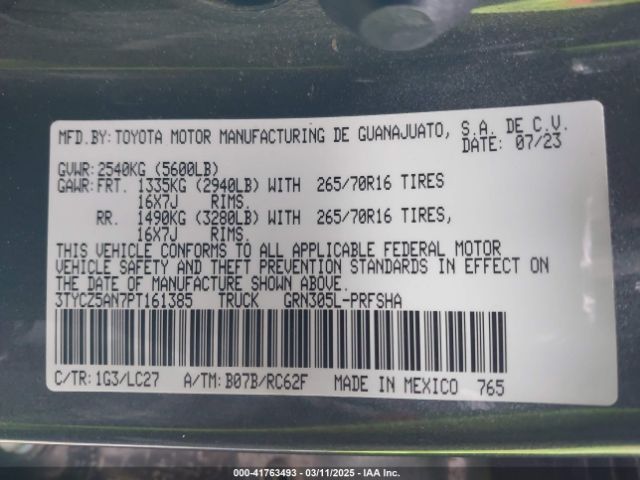 MFD.BY:TOYOTA MOTOR MANUFACTURING DE GUANAJUATO, S.A. DE C.V.
DATE: 07/23
GVWR:2540KG (5600LB)
GAWR:FRT. 1335KG (2940LB) WITH 265/70R16 TIRES
16X7J RIMS.
RR. 1490KG (3280LB) WITH 265/70R16 TIRES,
16X7J RIMS.
THIS VEHICLE CONFORMS TO ALL APPLICABLE FEDERAL MOTOR
VEHICLE SAFETY AND THEFT PREVENTION STANDARDS IN EFFECT ON
THE DATE OF MANUFACTURE SHOWN ABOVE.
3TYCZ5AN7PT161385 TRUCK GRN305L-PRFSHA
C/TR:1G3/LC27 A/TM:B07B/RC62F MADE IN MEXICO 765
000-41763493 - 03/11/2025 - IAA Inc.